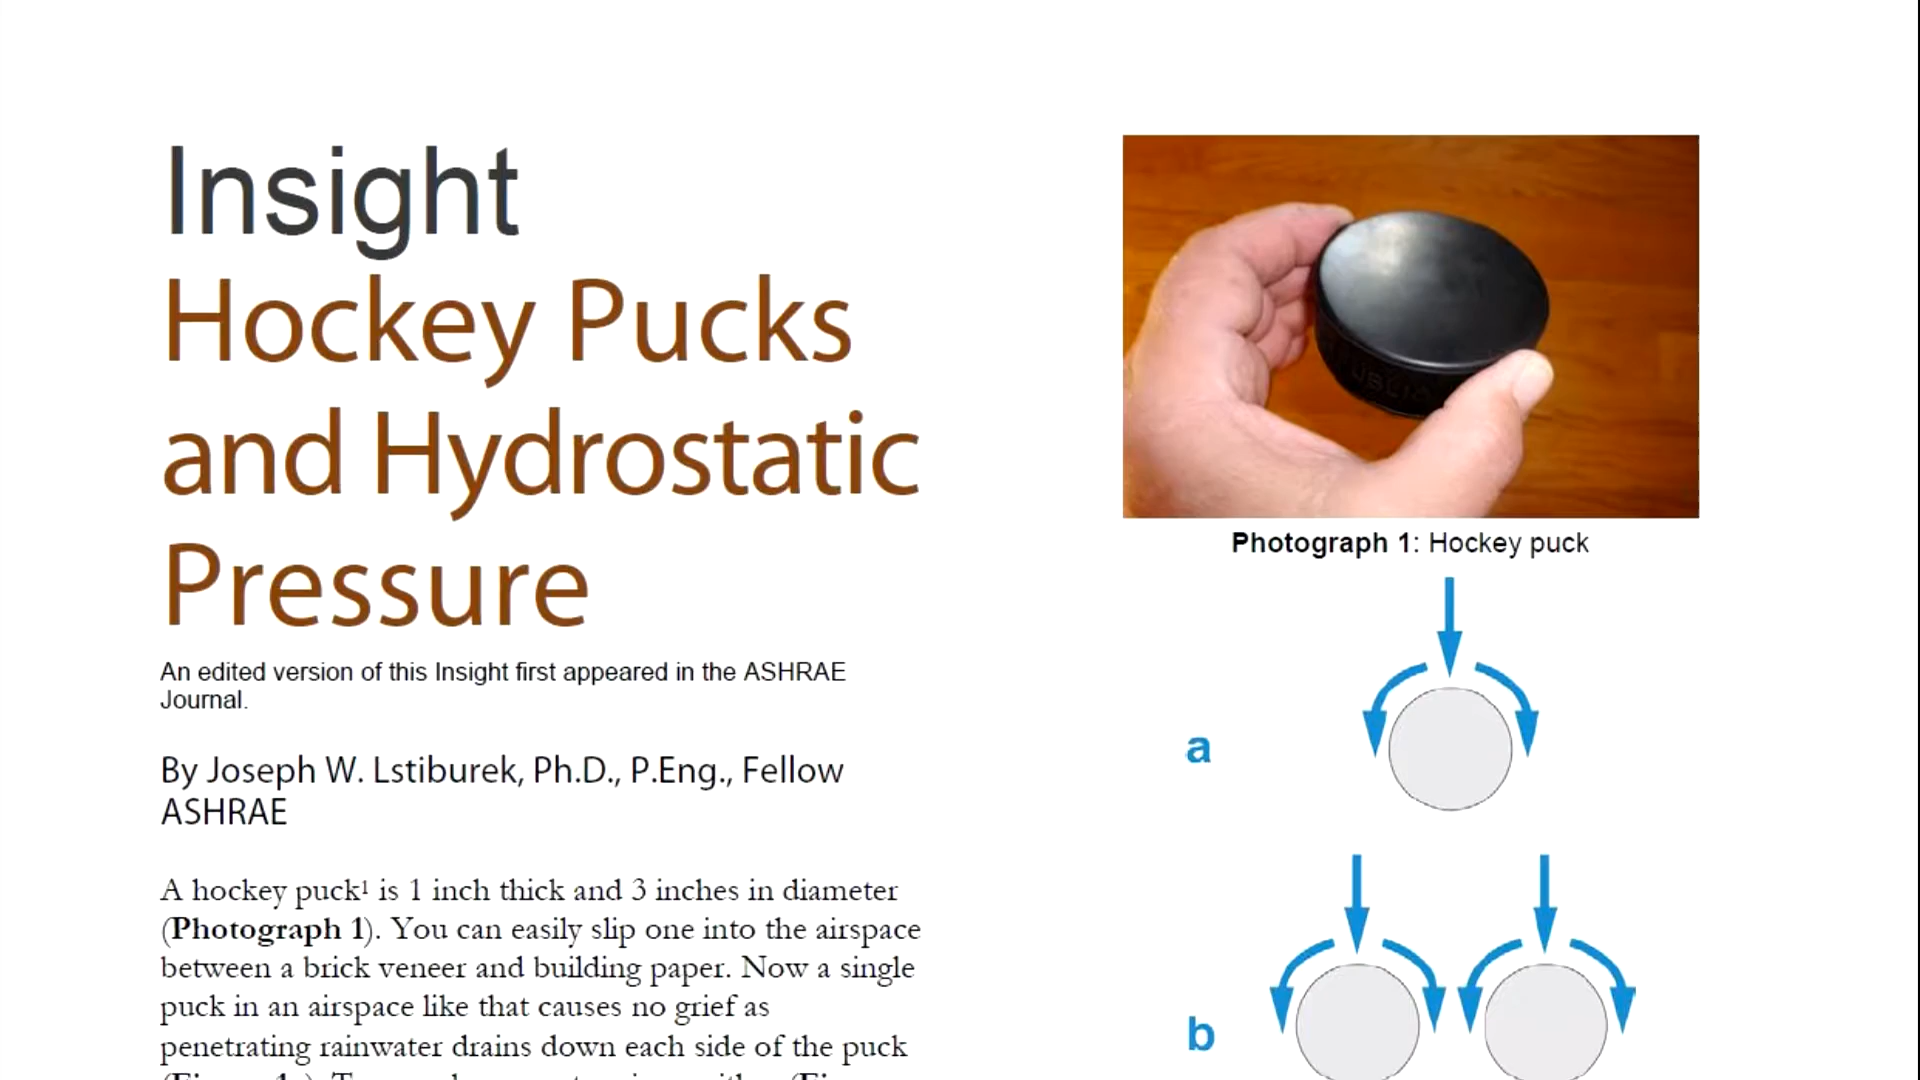 Insight
Hockey Pucks
and Hydrostatic
Pressure
An edited version of this Insight first appeared in the ASHRAE
Journal.
By Joseph W. Lstiburek, Ph.D., P.Eng., Fellow
ASHRAE
A hockey puck¹ is 1 inch thick and 3 inches in diameter
(Photograph 1). You can easily slip one into the airspace
between a brick veneer and building paper. Now a single
puck in an airspace like that causes no grief as
penetrating rainwater drains down each side of the puck
Photograph 1: Hockey puck
a
b